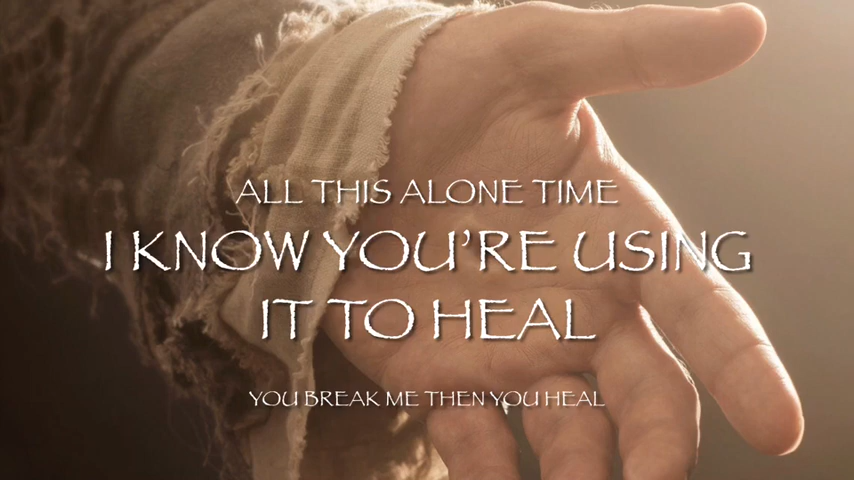 ALL THIS ALONE TIME
I KNOW YOU'RE USING
IT TO HEAL
YOU BREAK ME THEN YOU HEAL